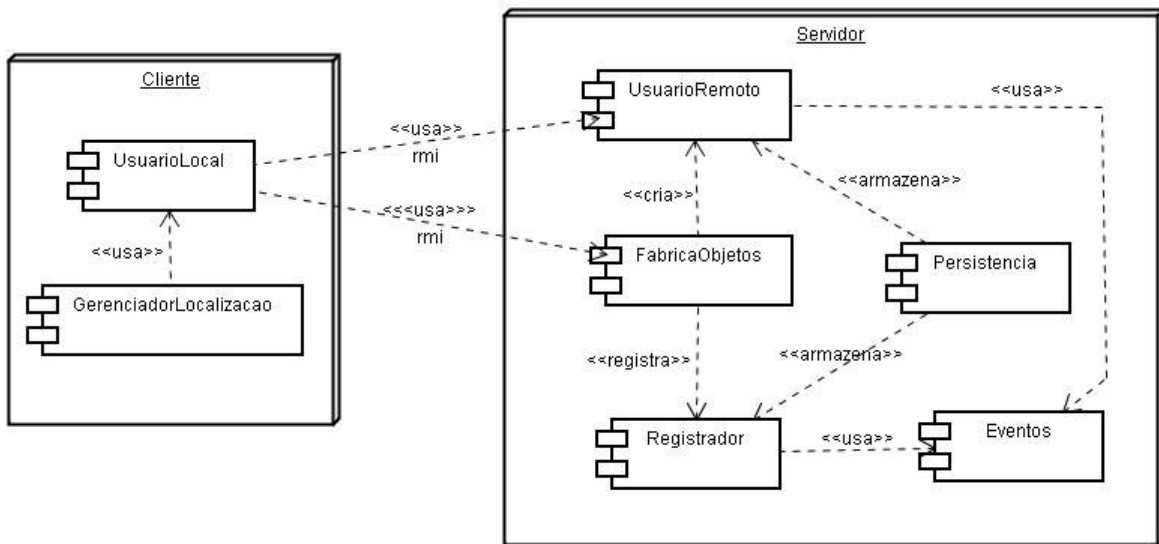 Servidor
Cliente
UsuarioRemoto
<<usa>>
<<usa>>
rmi
UsuarioLocal
<<armazena>>
<<cria>>
<<<usa>>>
rmi
<<usa>>
FabricaObjetos
Persistencia
GerenciadorLocalizacao
<<registra>>
<<armazena>>
Registrador
<<usa>>
Eventos